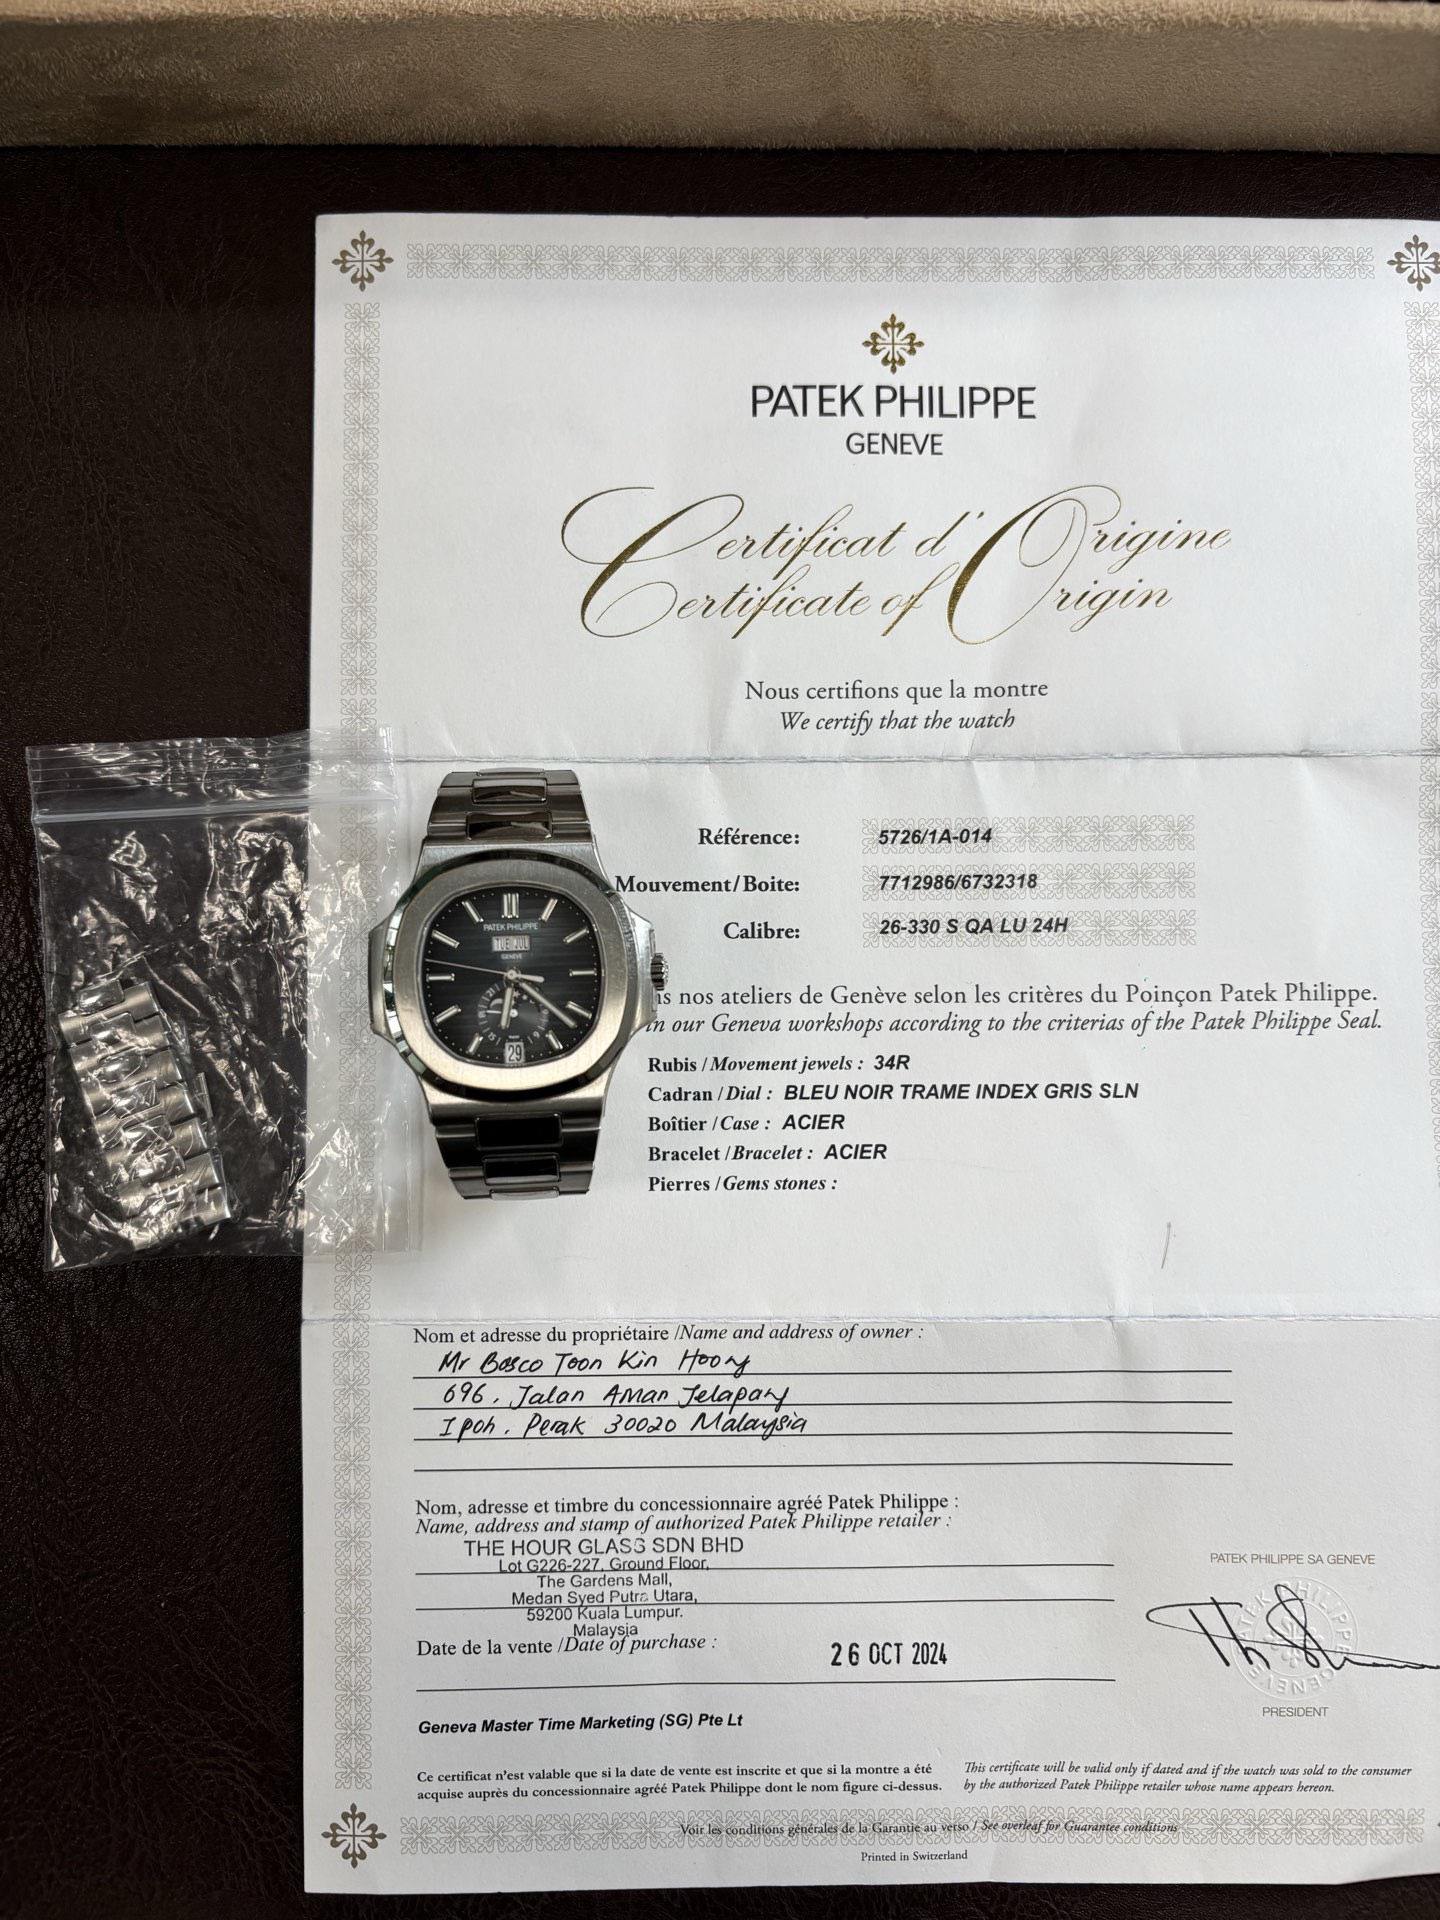 PATEK PHILIPPE
GENEVE
Certificat d'Origine
Certificate of Origin
Nous certifions que la montre
We certify that the watch
Référence: 5726/1A-014
Mouvement/Boite: 7712986/6732318
Calibre: 26-330 S QA LU 24H
PATEK PHILIPPE
TUE JUL
GENEVE
29
ns nos ateliers de Genève selon les critères du Poinçon Patek Philippe.
in our Geneva workshops according to the criterias of the Patek Philippe Seal.
Rubis / Movement jewels : 34R
Cadran / Dial : BLEU NOIR TRAME INDEX GRIS SLN
Boîtier / Case : ACIER
Bracelet / Bracelet : ACIER
Pierres / Gems stones :
Nom et adresse du propriétaire / Name and address of owner :
Mr Bosco Toon Kin Hoong
696, Jalan Aman Jelapang
Ipoh, Perak 30020 Malaysia
Nom, adresse et timbre du concessionnaire agréé Patek Philippe :
Name, address and stamp of authorized Patek Philippe retailer :
THE HOUR GLASS SDN BHD
Lot G226-227, Ground Floor,
The Gardens Mall,
Medan Syed Putra Utara,
59200 Kuala Lumpur.
Malaysia
Date de la vente / Date of purchase :
26 OCT 2024
PATEK PHILIPPE SA GENEVE
PATEK PHILIPPE GENEVE
PRESIDENT
Geneva Master Time Marketing (SG) Pte Lt
Ce certificat n'est valable que si la date de vente est inscrite et que si la montre a été
acquise auprès du concessionnaire agréé Patek Philippe dont le nom figure ci-dessus.
This certificate will be valid only if dated and if the watch was sold to the consumer
by the authorized Patek Philippe retailer whose name appears hereon.
Voir les conditions générales de la Garantie au verso / See overleaf for Guarantee conditions
Printed in Switzerland